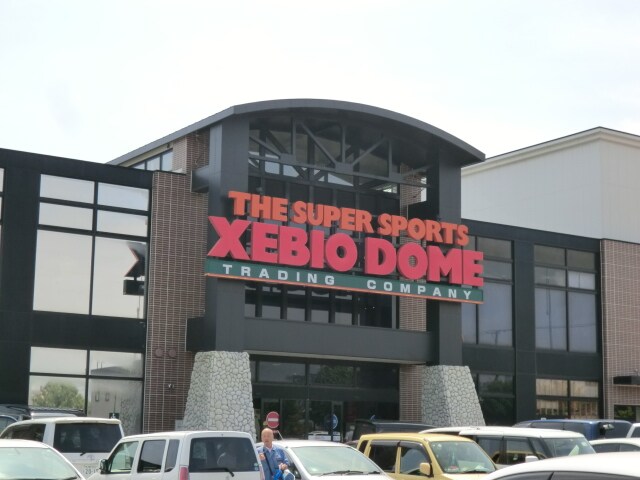 THE SUPER SPORTS
XEBIO DOME
TRADING COMPANY